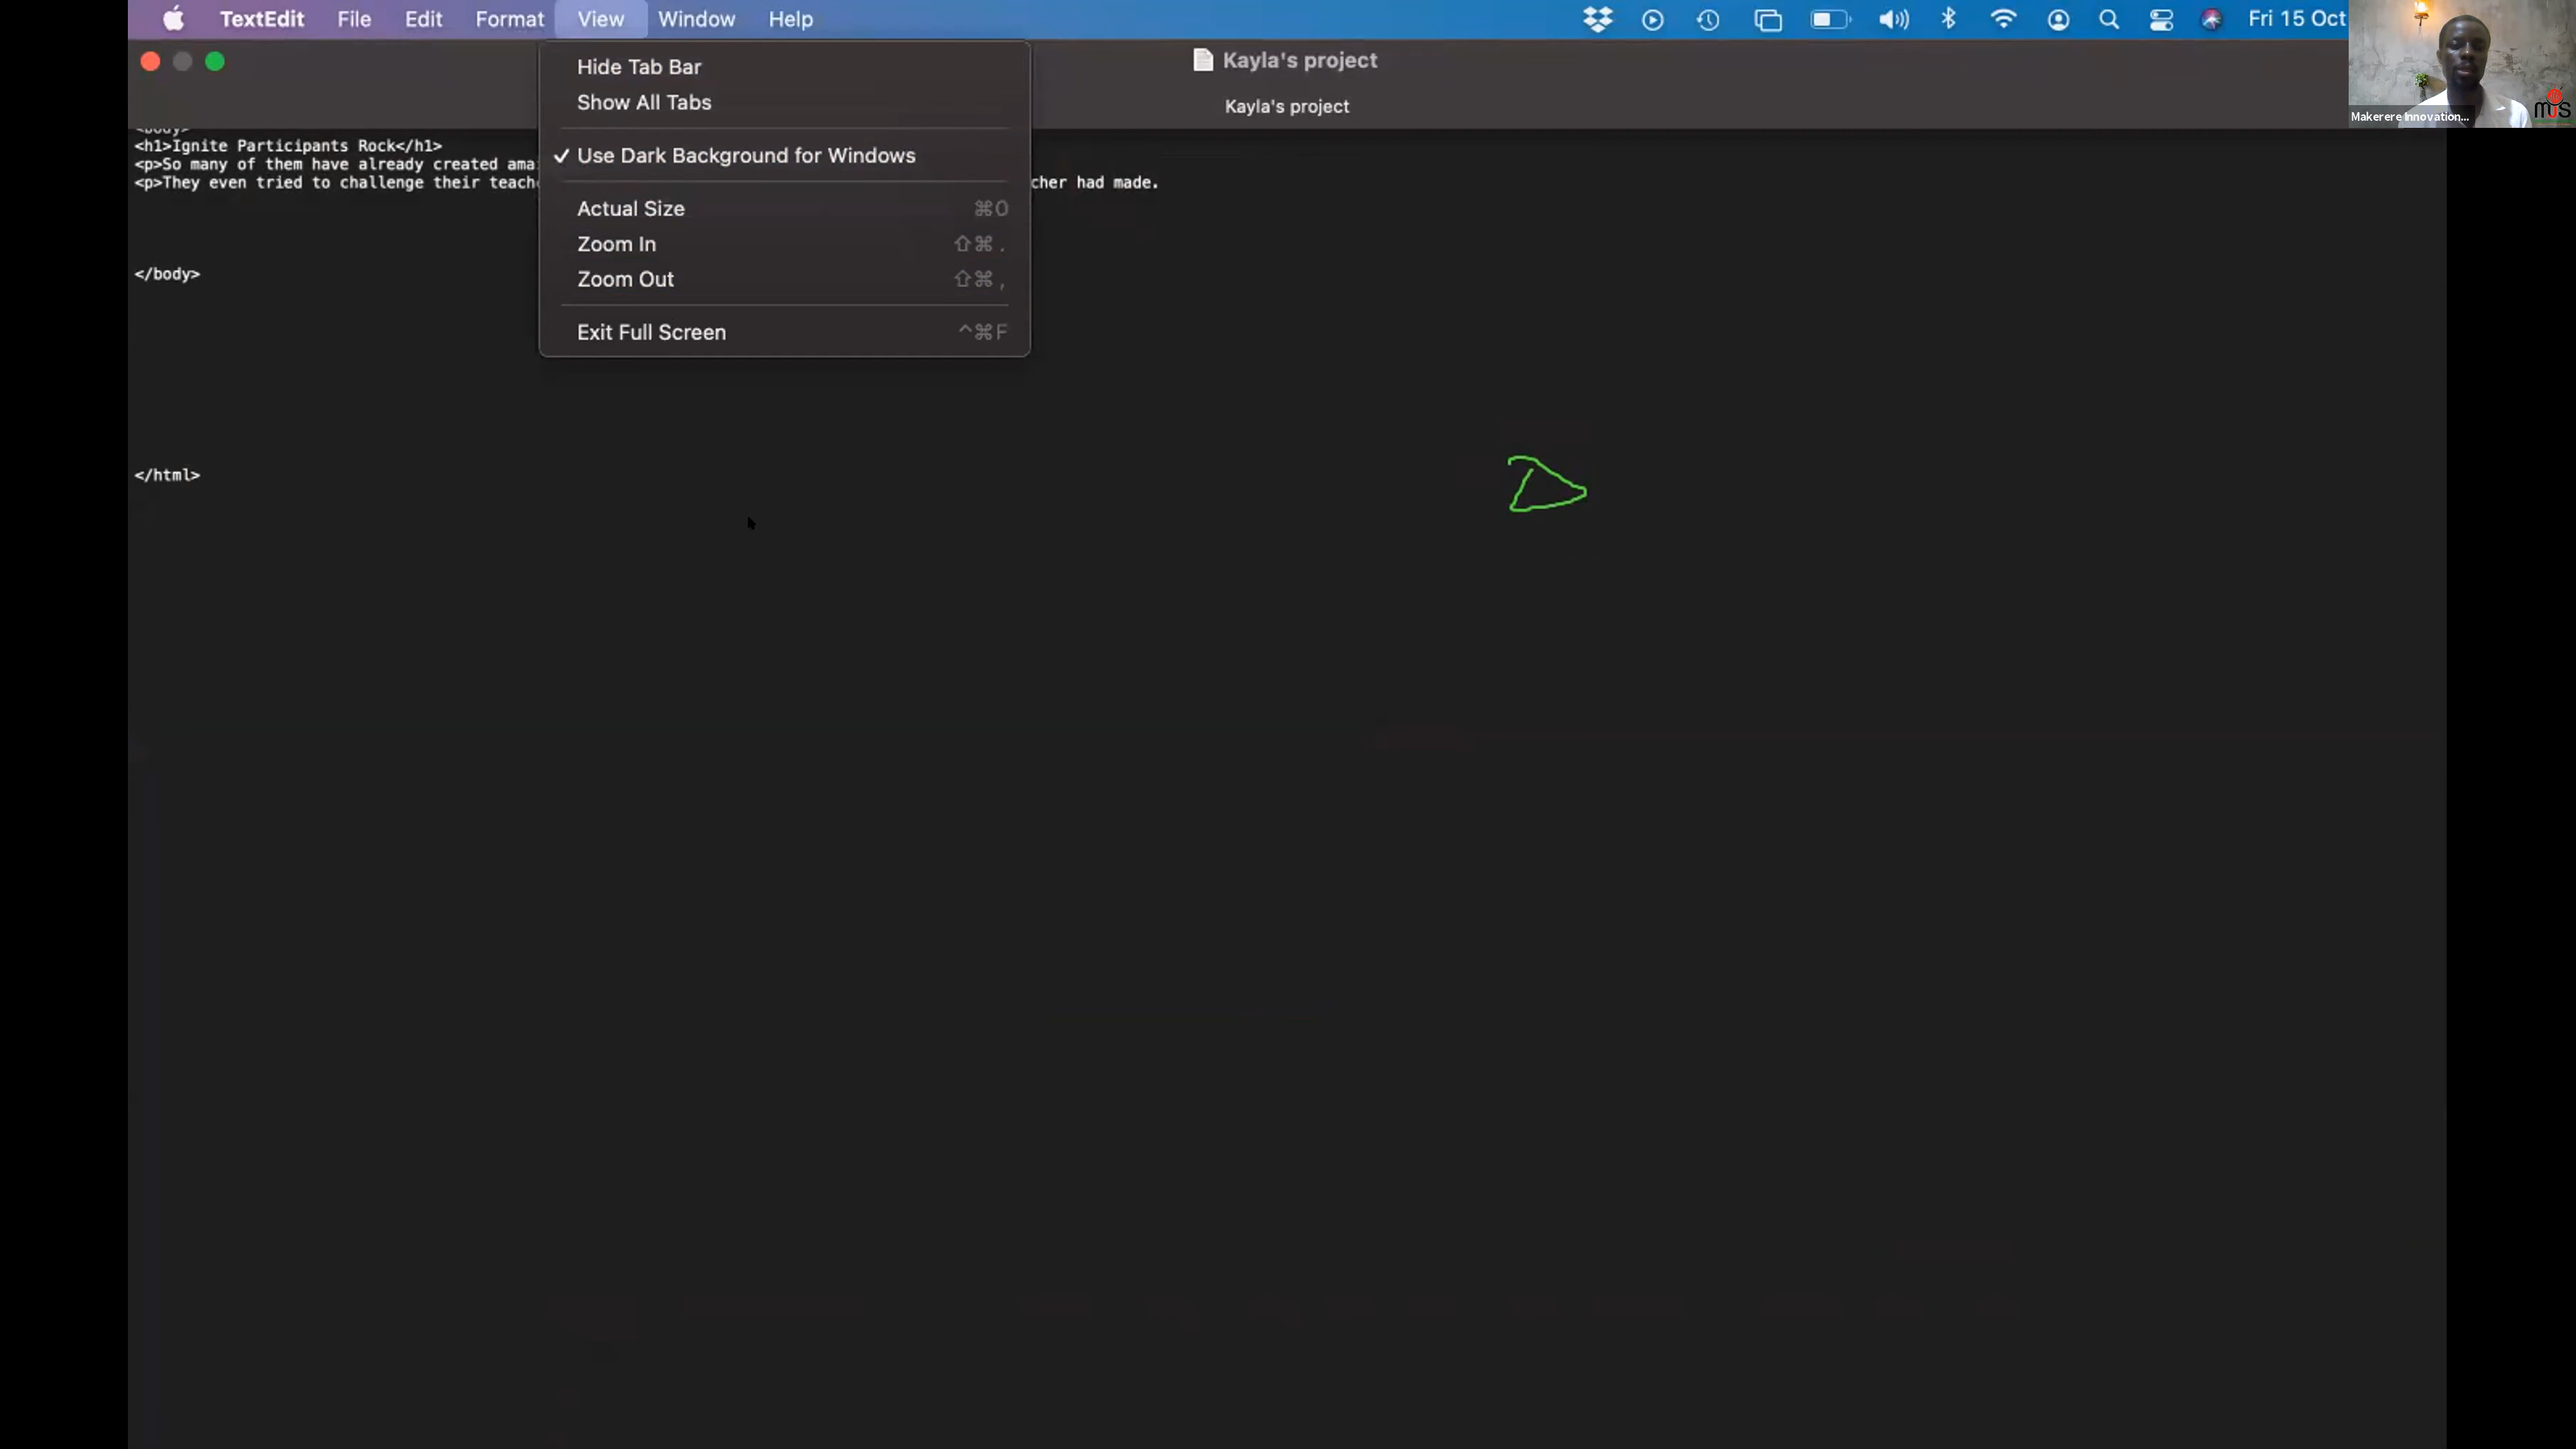 TextEdit File Edit Format View Window Help Fri 15 Oct
Kayla's project
Kayla's project
Hide Tab Bar
Show All Tabs
✓ Use Dark Background for Windows
Actual Size ⌘0
Zoom In ⇧⌘.
Zoom Out ⇧⌘,
Exit Full Screen ^⌘F
<body>
<h1>Ignite Participants Rock</h1>
<p>So many of them have already created
<p>They even tried to challenge their had made.
</body>
</html>
Makerere Innovation...